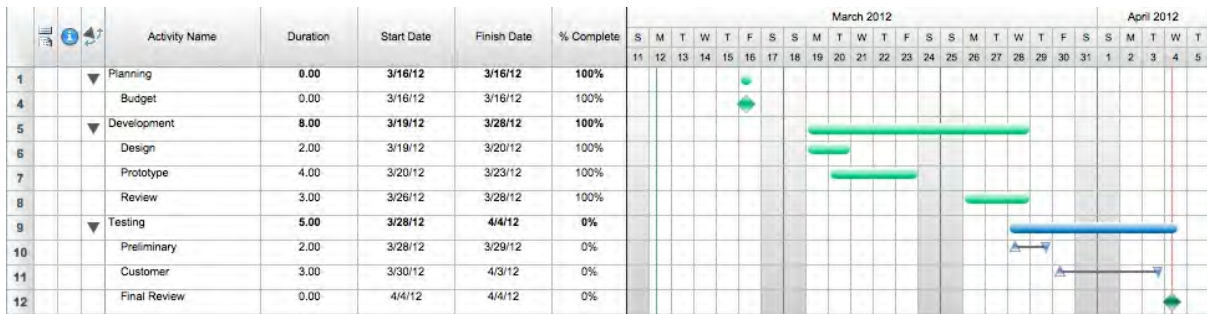 March 2012 April 2012
Activity Name Duration Start Date Finish Date % Complete S M T W T F S S M T W T F S S M T W T F S S M T W T
11 12 13 14 15 16 17 18 19 20 21 22 23 24 25 26 27 28 29 30 31 1 2 3 4 5
1 Planning 0.00 3/16/12 3/16/12 100%
4 Budget 0.00 3/16/12 3/16/12 100%
5 Development 8.00 3/19/12 3/28/12 100%
6 Design 2.00 3/19/12 3/20/12 100%
7 Prototype 4.00 3/20/12 3/23/12 100%
8 Review 3.00 3/26/12 3/28/12 100%
9 Testing 5.00 3/28/12 4/4/12 0%
10 Preliminary 2.00 3/28/12 3/29/12 0%
11 Customer 3.00 3/30/12 4/3/12 0%
12 Final Review 0.00 4/4/12 4/4/12 0%